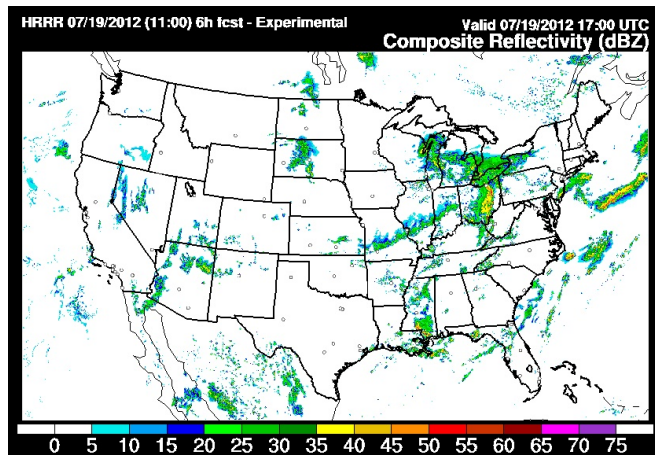 HRRR 07/19/2012 (11:00) 6h fcst - Experimental
Valid 07/19/2012 17:00 UTC
Composite Reflectivity (dBZ)
0 5 10 15 20 25 30 35 40 45 50 55 60 65 70 75